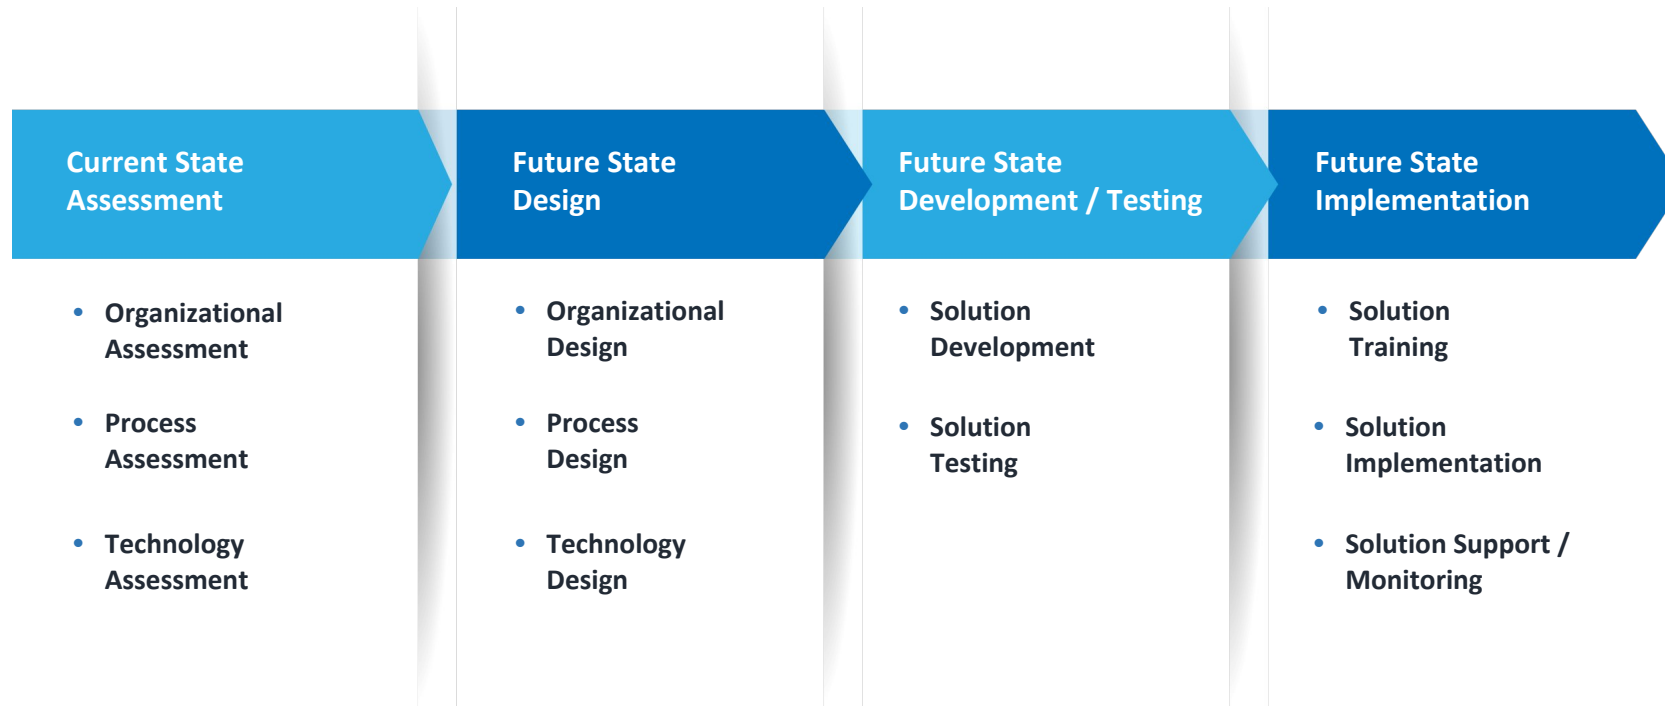 Current State
Assessment
• Organizational
Assessment
• Process
Assessment
• Technology
Assessment
Future State
Design
• Organizational
Design
• Process
Design
• Technology
Design
Future State
Development / Testing
• Solution
Development
• Solution
Testing
Future State
Implementation
• Solution
Training
• Solution
Implementation
• Solution Support /
Monitoring